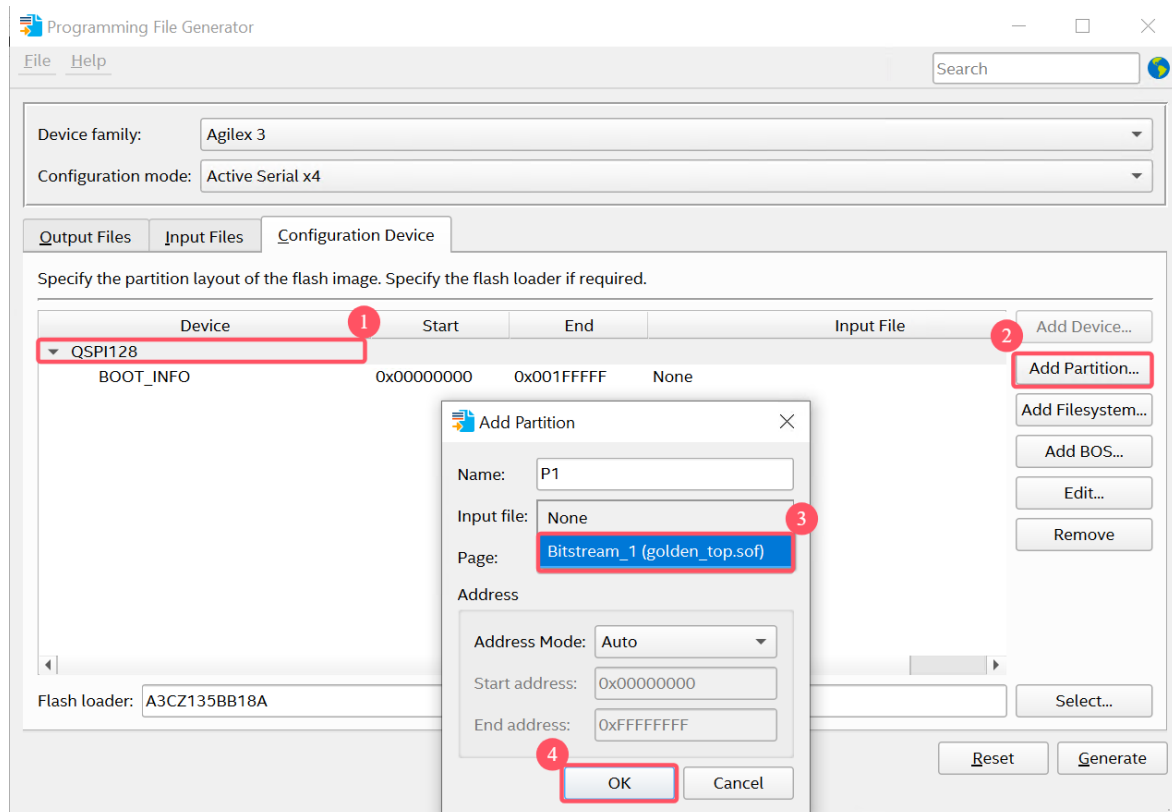 Programming File Generator
File Help
Search
Device family: Agilex 3
Configuration mode: Active Serial x4
Output Files Input Files Configuration Device
Specify the partition layout of the flash image. Specify the flash loader if required.
Device 1 Start End Input File
2 Add Device...
QSPI128
Add Partition...
BOOT_INFO 0x00000000 0x001FFFFF None
Add Filesystem...
Add BOS...
Edit...
Remove
Add Partition
Name: P1
Input file: None 3
Bitstream_1 (golden_top.sof)
Page:
Address
Address Mode: Auto
Start address: 0x00000000
End address: 0xFFFFFFFF
4
OK Cancel
Flash loader: A3CZ135BB18A Select...
Reset Generate